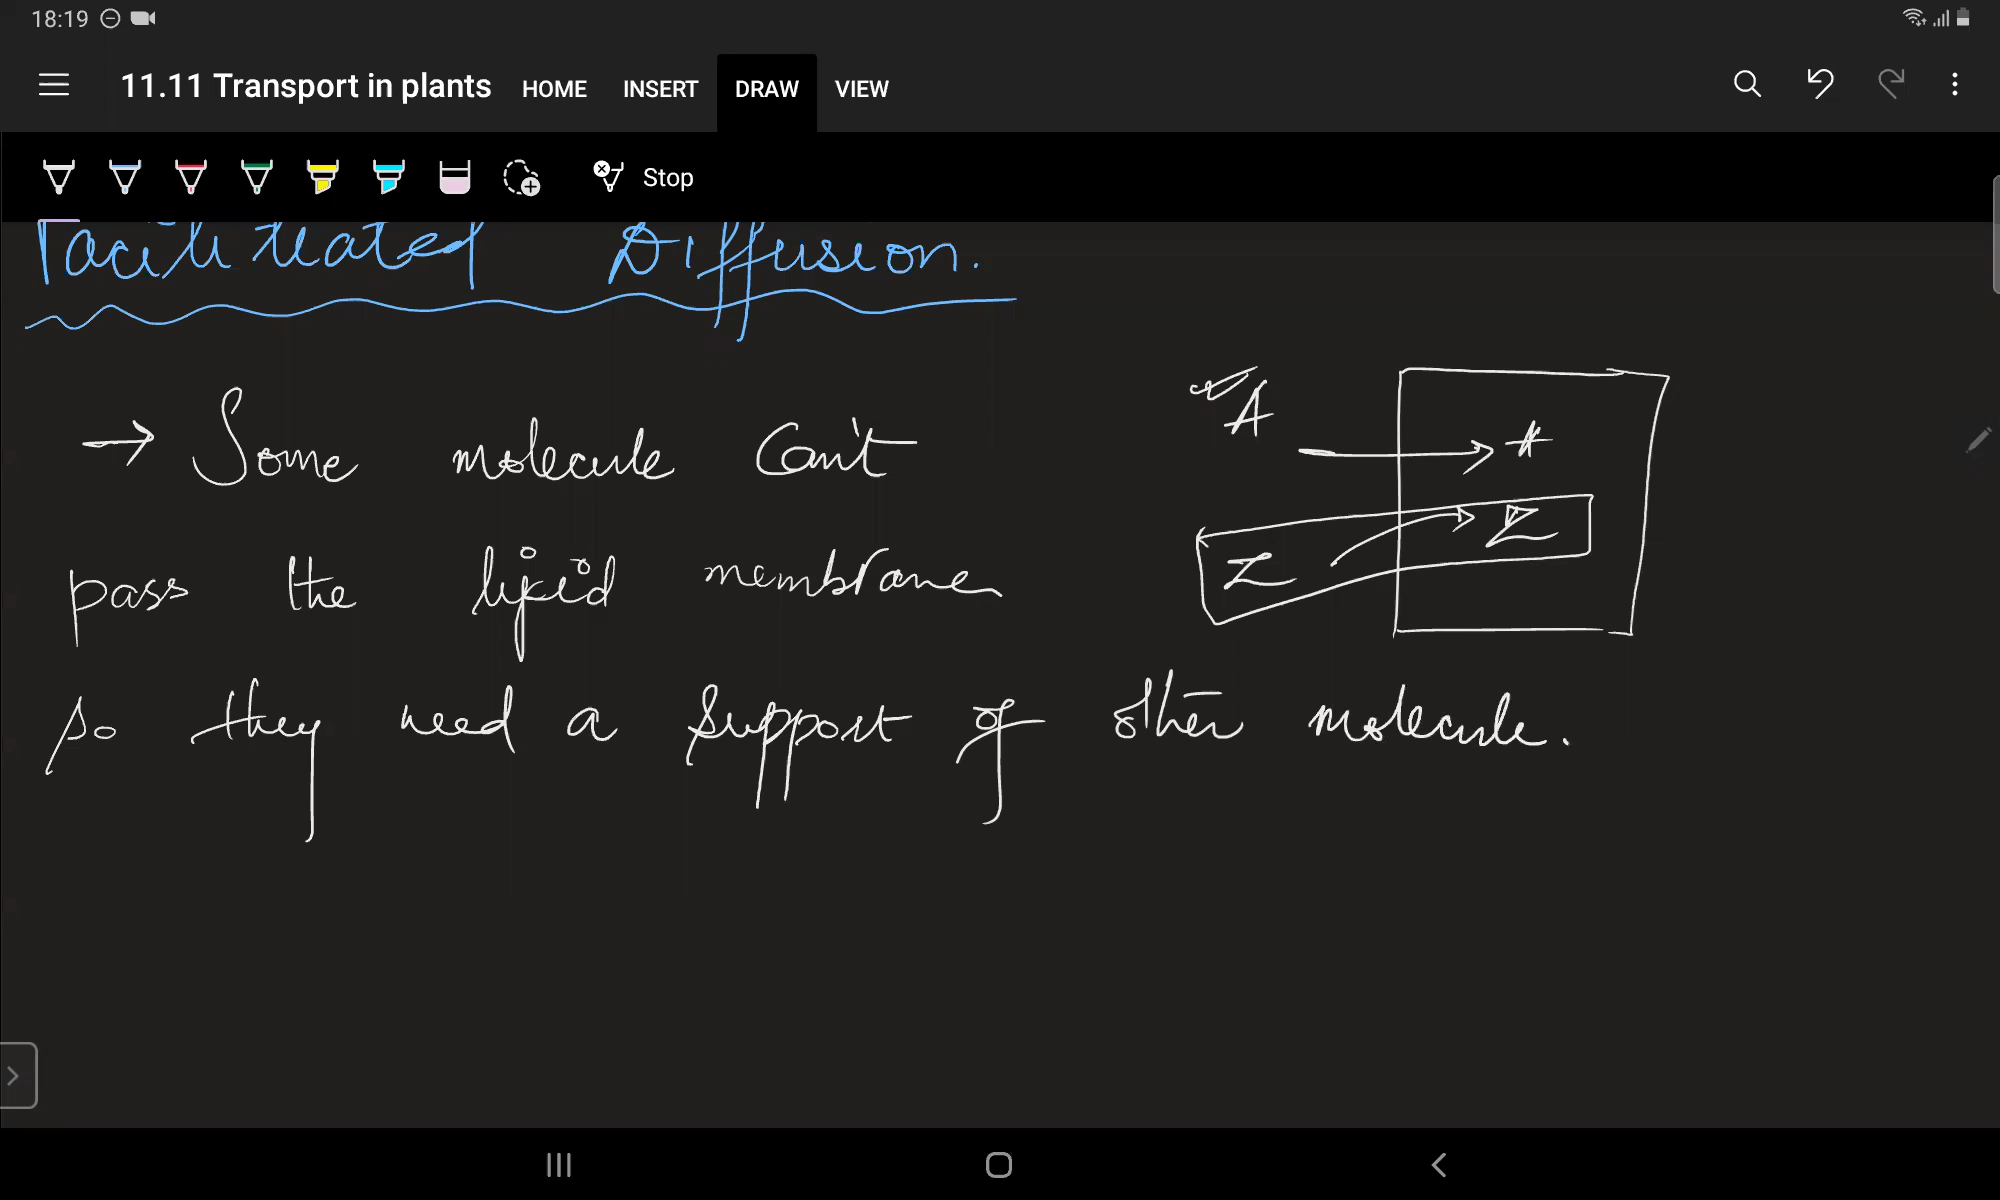 18:19
11.11 Transport in plants HOME INSERT DRAW VIEW
Stop
Facilitated Diffusion.
→ Some molecule Can't
pass the lipid membrane
so they need a support of other molecule.
A
A
Z
Z